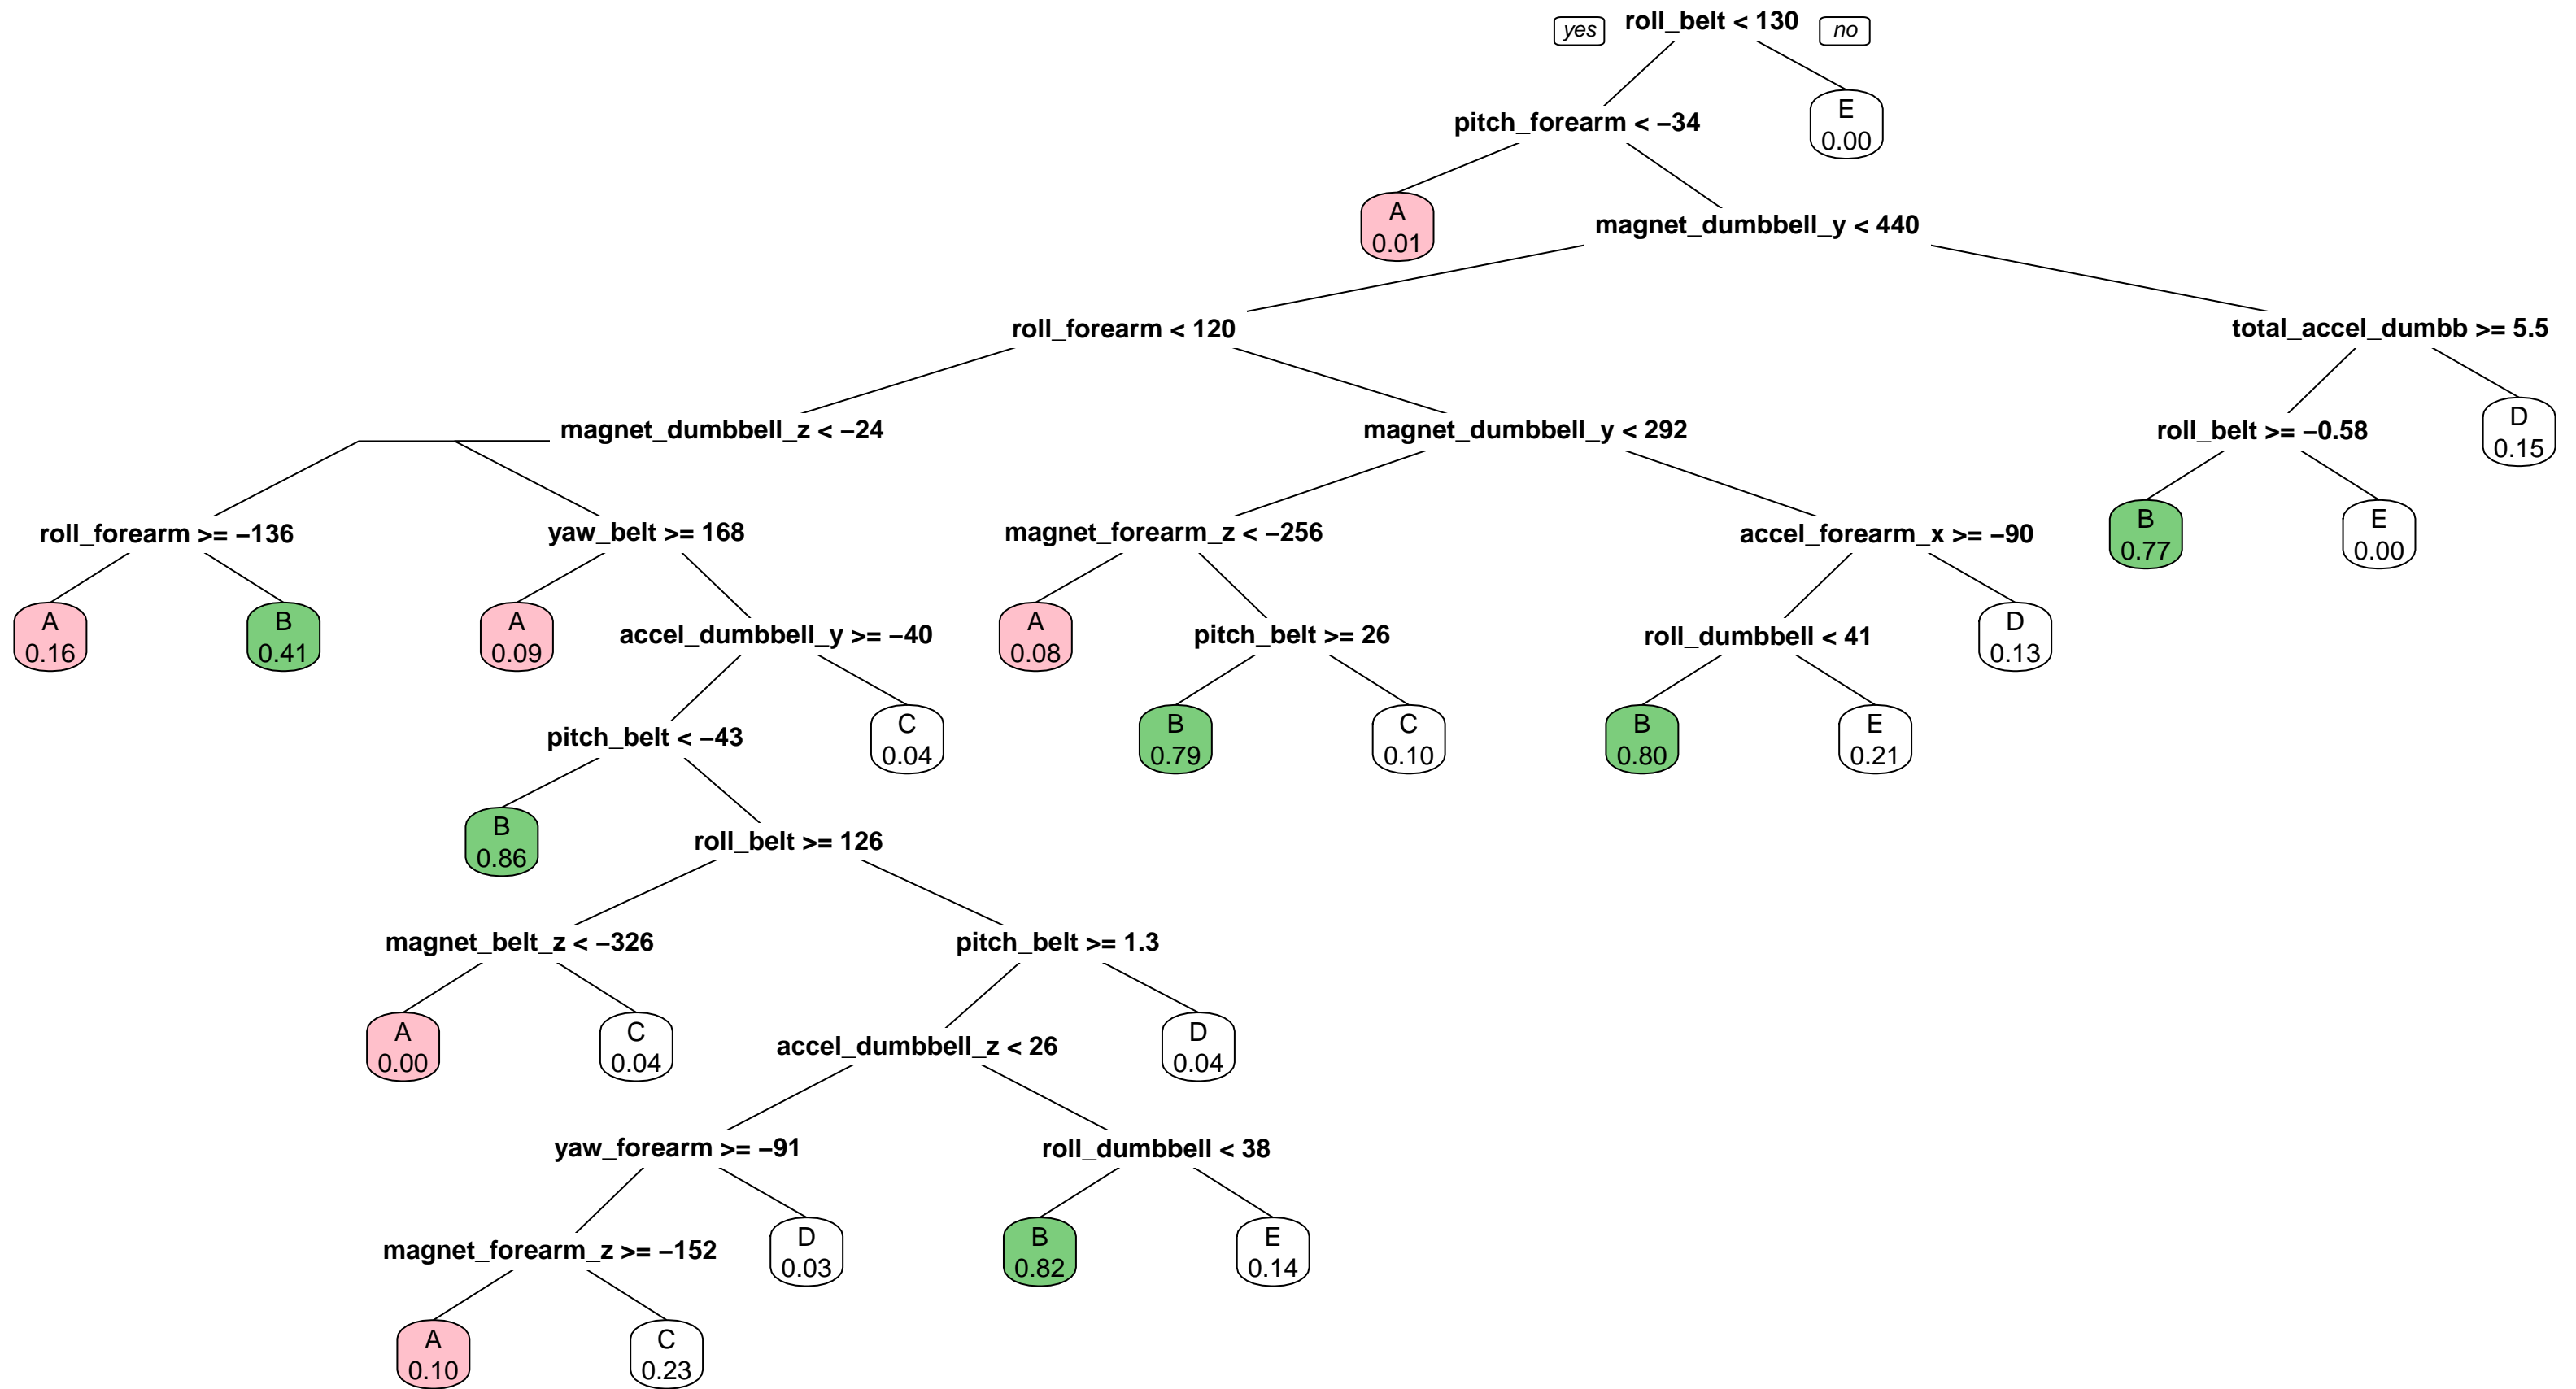 yes roll_belt < 130 no
pitch_forearm < −34
E
0.00
A
0.01
magnet_dumbbell_y < 440
roll_forearm < 120
total_accel_dumbb >= 5.5
magnet_dumbbell_z < −24
magnet_dumbbell_y < 292
roll_belt >= −0.58
D
0.15
roll_forearm >= −136
yaw_belt >= 168
magnet_forearm_z < −256
accel_forearm_x >= −90
B
0.77
E
0.00
A
0.16
B
0.41
A
0.09
accel_dumbbell_y >= −40
A
0.08
pitch_belt >= 26
roll_dumbbell < 41
D
0.13
pitch_belt < −43
C
0.04
B
0.79
C
0.10
B
0.80
E
0.21
B
0.86
roll_belt >= 126
magnet_belt_z < −326
pitch_belt >= 1.3
A
0.00
C
0.04
accel_dumbbell_z < 26
D
0.04
yaw_forearm >= −91
roll_dumbbell < 38
magnet_forearm_z >= −152
D
0.03
B
0.82
E
0.14
A
0.10
C
0.23